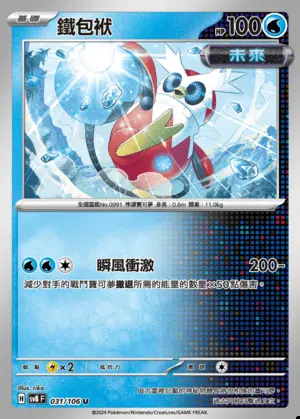 基礎 鐵包袱 HP100
未來
全國圖鑑No.0991 悖謬寶可夢 身高：0.6m 體重：11.0kg
瞬風衝激 200-
減少對手的戰鬥寶可夢撤退所需的能量的數量×50點傷害。
弱點 ×2 抵抗力 撤退
Illus. rika
H sv8 F 031/106 U
©2024 Pokémon/Nintendo/Creatures/GAME FREAK.